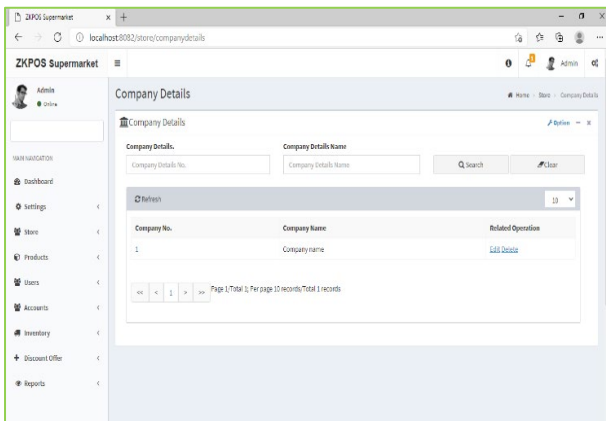 ZKPOS Supermarket
localhost:8082/store/companydetails
ZKPOS Supermarket
Admin
Admin
Online
Company Details
Home > Store > Company Details
Company Details
Option
Company Details.
Company Details Name
Company Details No.
Company Details Name
Search
Clear
MAIN NAVIGATION
Dashboard
Settings
Store
Products
Users
Accounts
Inventory
Discount Offer
Reports
Refresh
10
Company No.
Company Name
Related Operation
1
Company name
Edit Delete
<< < 1 > >> Page 1/Total 1; Per page 10 records/Total 1 records